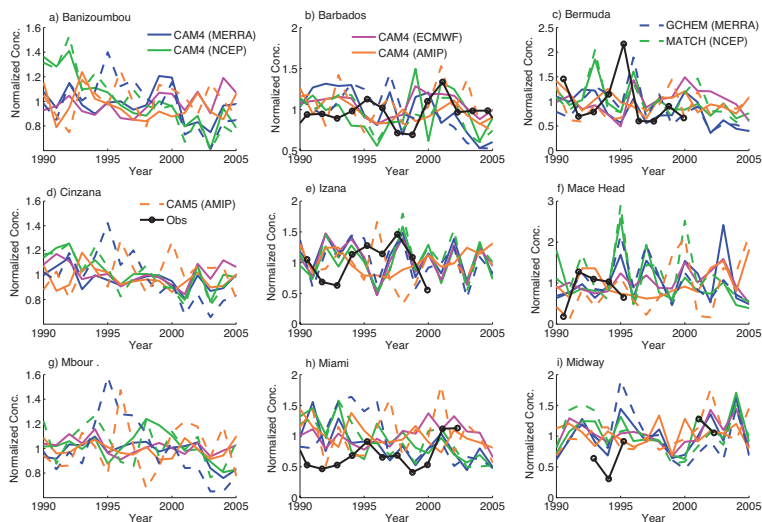 a) Banizoumbou
CAM4 (MERRA)
CAM4 (NCEP)
Normalized Conc.
1.6
1.4
1.2
1
0.8
1990
1995
2000
2005
Year
b) Barbados
CAM4 (ECMWF)
CAM4 (AMIP)
Normalized Conc.
2
1.5
1
0.5
1990
1995
2000
2005
Year
c) Bermuda
GCHEM (MERRA)
MATCH (NCEP)
Normalized Conc.
2.5
2
1.5
1
0.5
0
1990
1995
2000
2005
Year
d) Cinzana
CAM5 (AMIP)
Obs
Normalized Conc.
1.6
1.4
1.2
1
0.8
1990
1995
2000
2005
Year
e) Izana
Normalized Conc.
2
1.5
1
0.5
0
1990
1995
2000
2005
Year
f) Mace Head
Normalized Conc.
3
2
1
0
1990
1995
2000
2005
Year
g) Mbour .
Normalized Conc.
1.6
1.4
1.2
1
0.8
0.6
1990
1995
2000
2005
Year
h) Miami
Normalized Conc.
2
1.5
1
0.5
0
1990
1995
2000
2005
Year
i) Midway
Normalized Conc.
2
1.5
1
0.5
0
1990
1995
2000
2005
Year